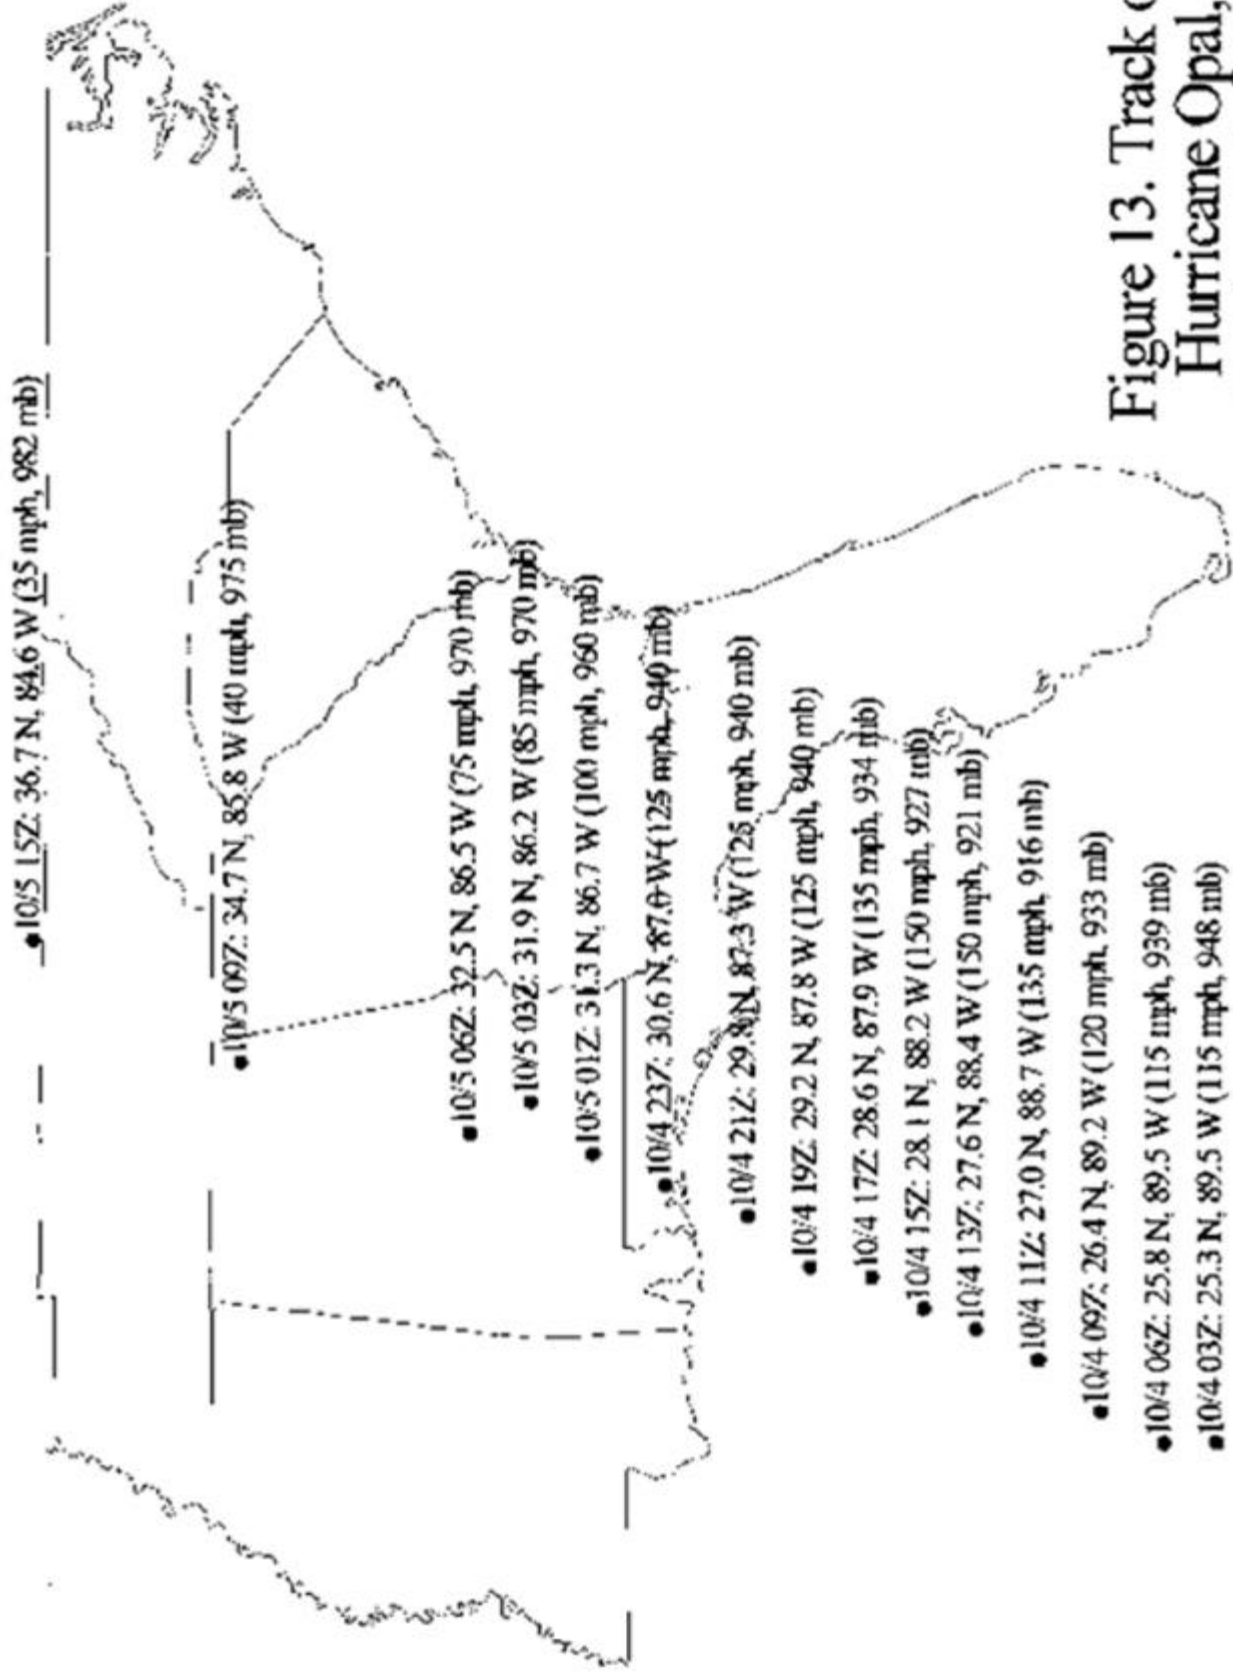 10/5 15Z: 36.7 N, 84.6 W (35 mph, 982 mb)
10/5 09Z: 34.7 N, 85.8 W (40 mph, 975 mb)
10/5 06Z: 32.5 N, 86.5 W (75 mph, 970 mb)
10/5 03Z: 31.9 N, 86.2 W (85 mph, 970 mb)
10/5 01Z: 31.3 N, 86.7 W (100 mph, 960 mb)
10/4 23Z: 30.6 N, 87.0 W (125 mph, 940 mb)
10/4 21Z: 29.8 N, 87.3 W (125 mph, 940 mb)
10/4 19Z: 29.2 N, 87.8 W (125 mph, 940 mb)
10/4 17Z: 28.6 N, 87.9 W (135 mph, 934 mb)
10/4 15Z: 28.1 N, 88.2 W (150 mph, 927 mb)
10/4 13Z: 27.6 N, 88.4 W (150 mph, 921 mb)
10/4 11Z: 27.0 N, 88.7 W (135 mph, 916 mb)
10/4 09Z: 26.4 N, 89.2 W (120 mph, 933 mb)
10/4 06Z: 25.8 N, 89.5 W (115 mph, 939 mb)
10/4 03Z: 25.3 N, 89.5 W (115 mph, 948 mb)
Figure 13. Track
Hurricane Opal,